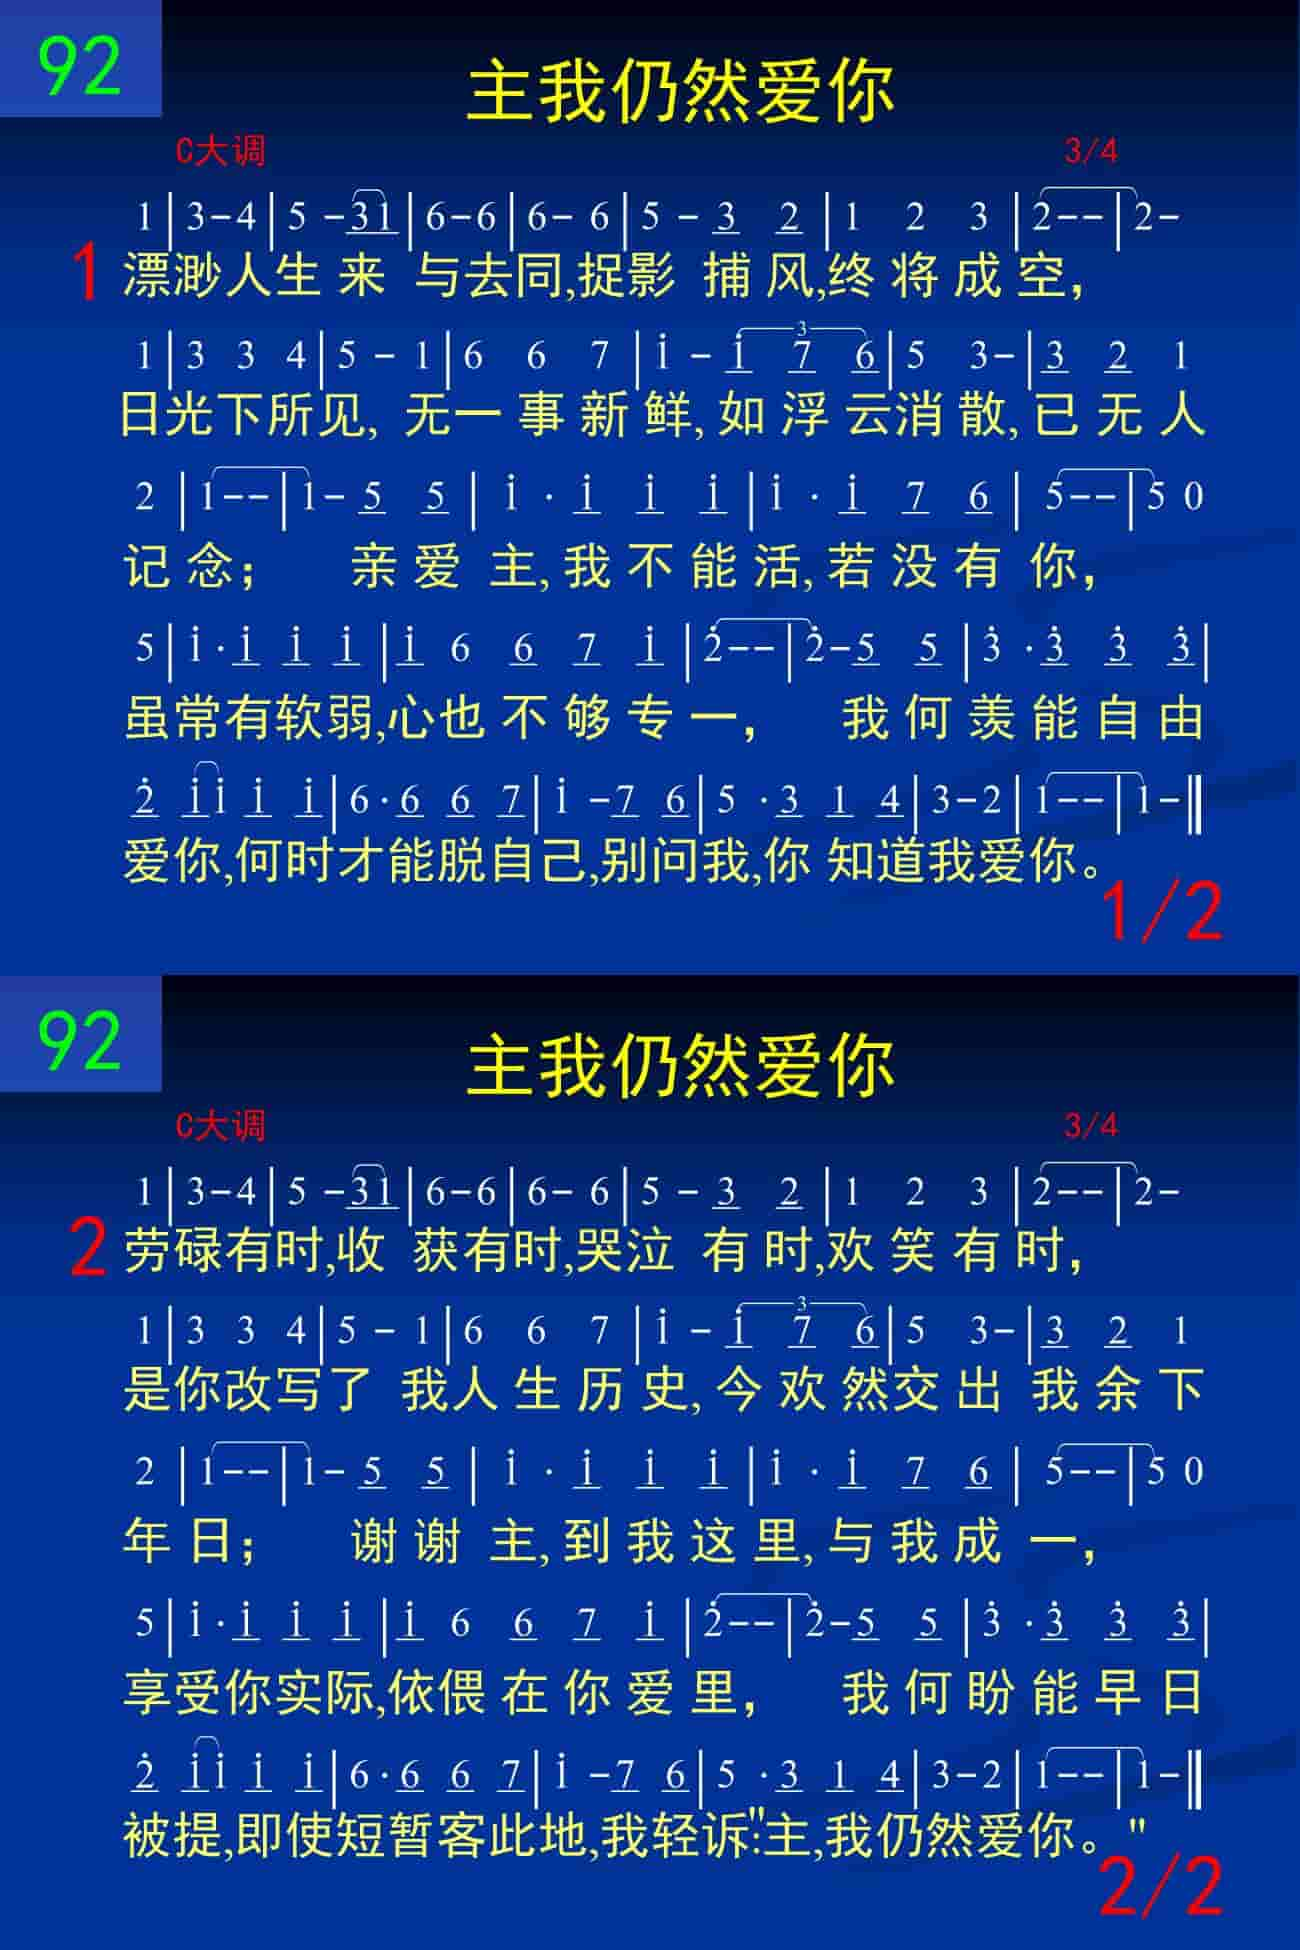 92
主我仍然爱你
C大调 3/4
1|3-4|5 -31|6-6|6- 6|5 - 3 2|1 2 3|2--|2-
1 漂渺人生来 与去同,捉影 捕风,终将成空,
1|3 3 4|5 - 1|6 6 7|i - i 7 6|5 3-|3 2 1
3
日光下所见, 无一事新鲜, 如浮云消散, 已无人
2 |1--|1- 5 5 | i · i i i |i · i 7 6 | 5--|5 0
记念; 亲爱 主, 我不能活, 若没有 你,
5|i · i i i |i 6 6 7 i |2̇--|2̇-5 5 |3̇ · 3̇ 3̇ 3̇|
虽常有软弱,心也不够专一, 我何羡能自由
2̇ i i i i|6 · 6 6 7|i -7 6|5 · 3 1 4|3-2|1--|1-‖
爱你,何时才能脱自己,别问我,你 知道我爱你。
1/2
92
主我仍然爱你
C大调 3/4
1|3-4|5 -31|6-6|6- 6|5 - 3 2|1 2 3|2--|2-
2 劳碌有时,收 获有时,哭泣 有时,欢笑有时,
1|3 3 4|5 - 1|6 6 7|i - i 7 6|5 3-|3 2 1
3
是你改写了 我人生历史, 今欢然交出 我余下
2 |1--|1- 5 5 | i · i i i |i · i 7 6 | 5--|5 0
年日; 谢谢 主, 到我这里, 与我成 一,
5|i · i i i |i 6 6 7 i |2̇--|2̇-5 5 |3̇ · 3̇ 3̇ 3̇|
享受你实际,依偎在你爱里, 我何盼能早日
2̇ i i i i|6 · 6 6 7|i -7 6|5 · 3 1 4|3-2|1--|1-‖
被提,即使短暂客此地,我轻诉:"主,我仍然爱你。"
2/2